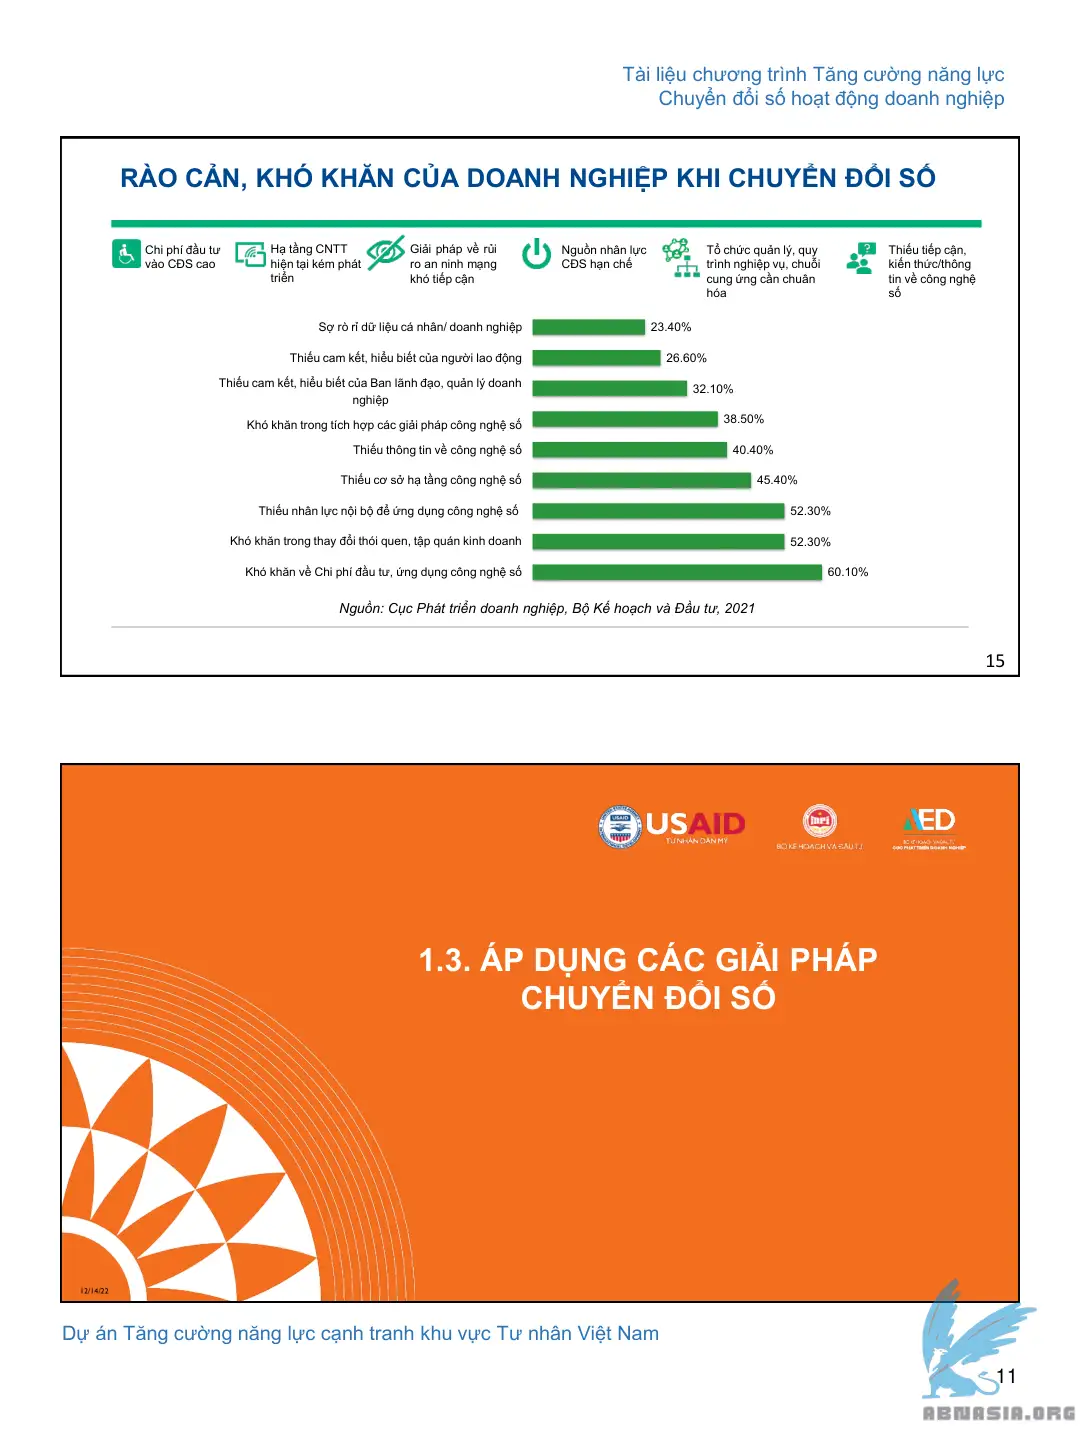 Tài liệu chương trình Tăng cường năng lực
Chuyển đổi số hoạt động doanh nghiệp
RÀO CẢN, KHÓ KHĂN CỦA DOANH NGHIỆP KHI CHUYỂN ĐỔI SỐ
Chi phí đầu tư
vào CĐS cao
Hạ tầng CNTT
hiện tại kém phát
triển
Giải pháp về rủi
ro an ninh mạng
khó tiếp cận
Nguồn nhân lực
CĐS hạn chế
Tổ chức quản lý, quy
trình nghiệp vụ, chuỗi
cung ứng cần chuân
hóa
Thiếu tiếp cận,
kiến thức/thông
tin về công nghệ
số
Sợ rò rỉ dữ liệu cá nhân/ doanh nghiệp 23.40%
Thiếu cam kết, hiểu biết của người lao động 26.60%
Thiếu cam kết, hiểu biết của Ban lãnh đạo, quản lý doanh
nghiệp 32.10%
Khó khăn trong tích hợp các giải pháp công nghệ số 38.50%
Thiếu thông tin về công nghệ số 40.40%
Thiếu cơ sở hạ tầng công nghệ số 45.40%
Thiếu nhân lực nội bộ để ứng dụng công nghệ số 52.30%
Khó khăn trong thay đổi thói quen, tập quán kinh doanh 52.30%
Khó khăn về Chi phí đầu tư, ứng dụng công nghệ số 60.10%
Nguồn: Cục Phát triển doanh nghiệp, Bộ Kế hoạch và Đầu tư, 2021
15
USAID
TỪ NHÂN DÂN MỸ
BỘ KẾ HOẠCH VÀ ĐẦU TƯ
AED
CỤC PHÁT TRIỂN DOANH NGHIỆP
1.3. ÁP DỤNG CÁC GIẢI PHÁP
CHUYỂN ĐỔI SỐ
12/14/22
Dự án Tăng cường năng lực cạnh tranh khu vực Tư nhân Việt Nam
11
ABNASIA.ORG